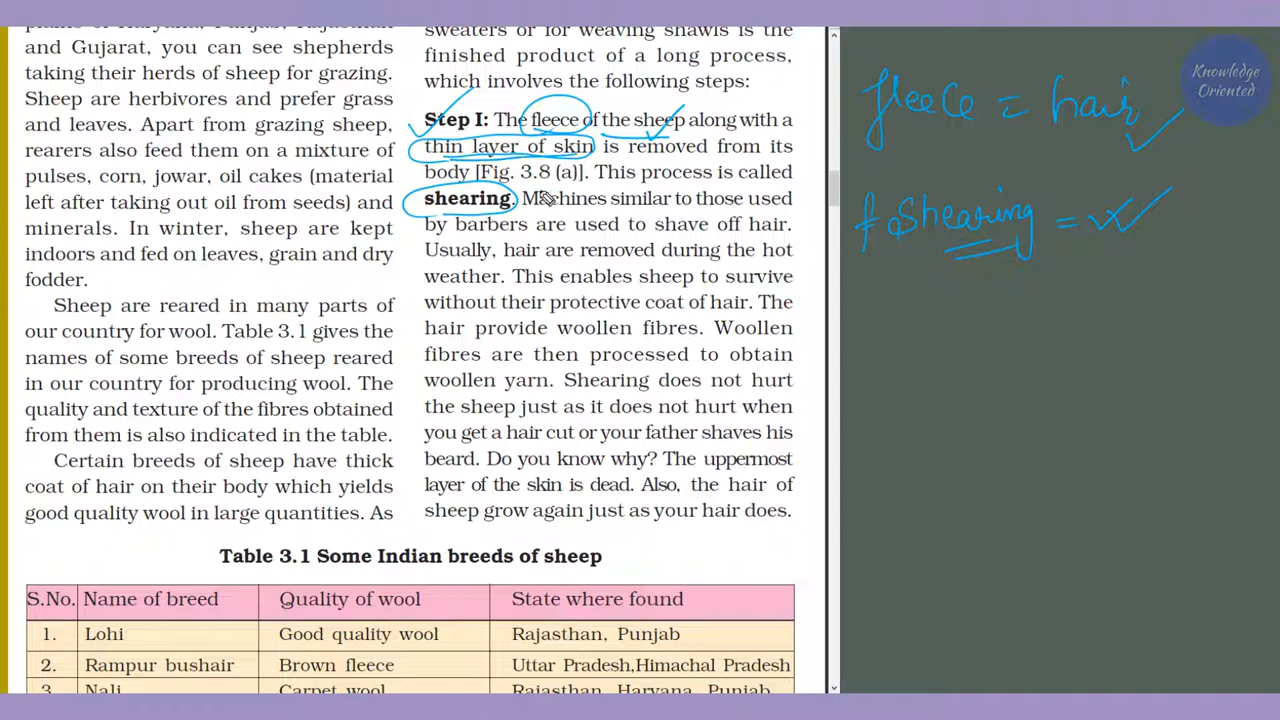 and Gujarat, you can see shepherds
taking their herds of sheep for grazing.
Sheep are herbivores and prefer grass
and leaves. Apart from grazing sheep,
rearers also feed them on a mixture of
pulses, corn, jowar, oil cakes (material
left after taking out oil from seeds) and
minerals. In winter, sheep are kept
indoors and fed on leaves, grain and dry
fodder.
Sheep are reared in many parts of
our country for wool. Table 3.1 gives the
names of some breeds of sheep reared
in our country for producing wool. The
quality and texture of the fibres obtained
from them is also indicated in the table.
Certain breeds of sheep have thick
coat of hair on their body which yields
good quality wool in large quantities. As
sweaters or for weaving shawls is the
finished product of a long process,
which involves the following steps:
Step I: The fleece of the sheep along with a
thin layer of skin is removed from its
body [Fig. 3.8 (a)]. This process is called
shearing. Machines similar to those used
by barbers are used to shave off hair.
Usually, hair are removed during the hot
weather. This enables sheep to survive
without their protective coat of hair. The
hair provide woollen fibres. Woollen
fibres are then processed to obtain
woollen yarn. Shearing does not hurt
the sheep just as it does not hurt when
you get a hair cut or your father shaves his
beard. Do you know why? The uppermost
layer of the skin is dead. Also, the hair of
sheep grow again just as your hair does.
Table 3.1 Some Indian breeds of sheep
S.No. Name of breed Quality of wool State where found
1. Lohi Good quality wool Rajasthan, Punjab
2. Rampur bushair Brown fleece Uttar Pradesh,Himachal Pradesh
3. Nali Carpet wool Rajasthan, Haryana, Punjab
fleece = hair
Shearing =
Knowledge
Oriented